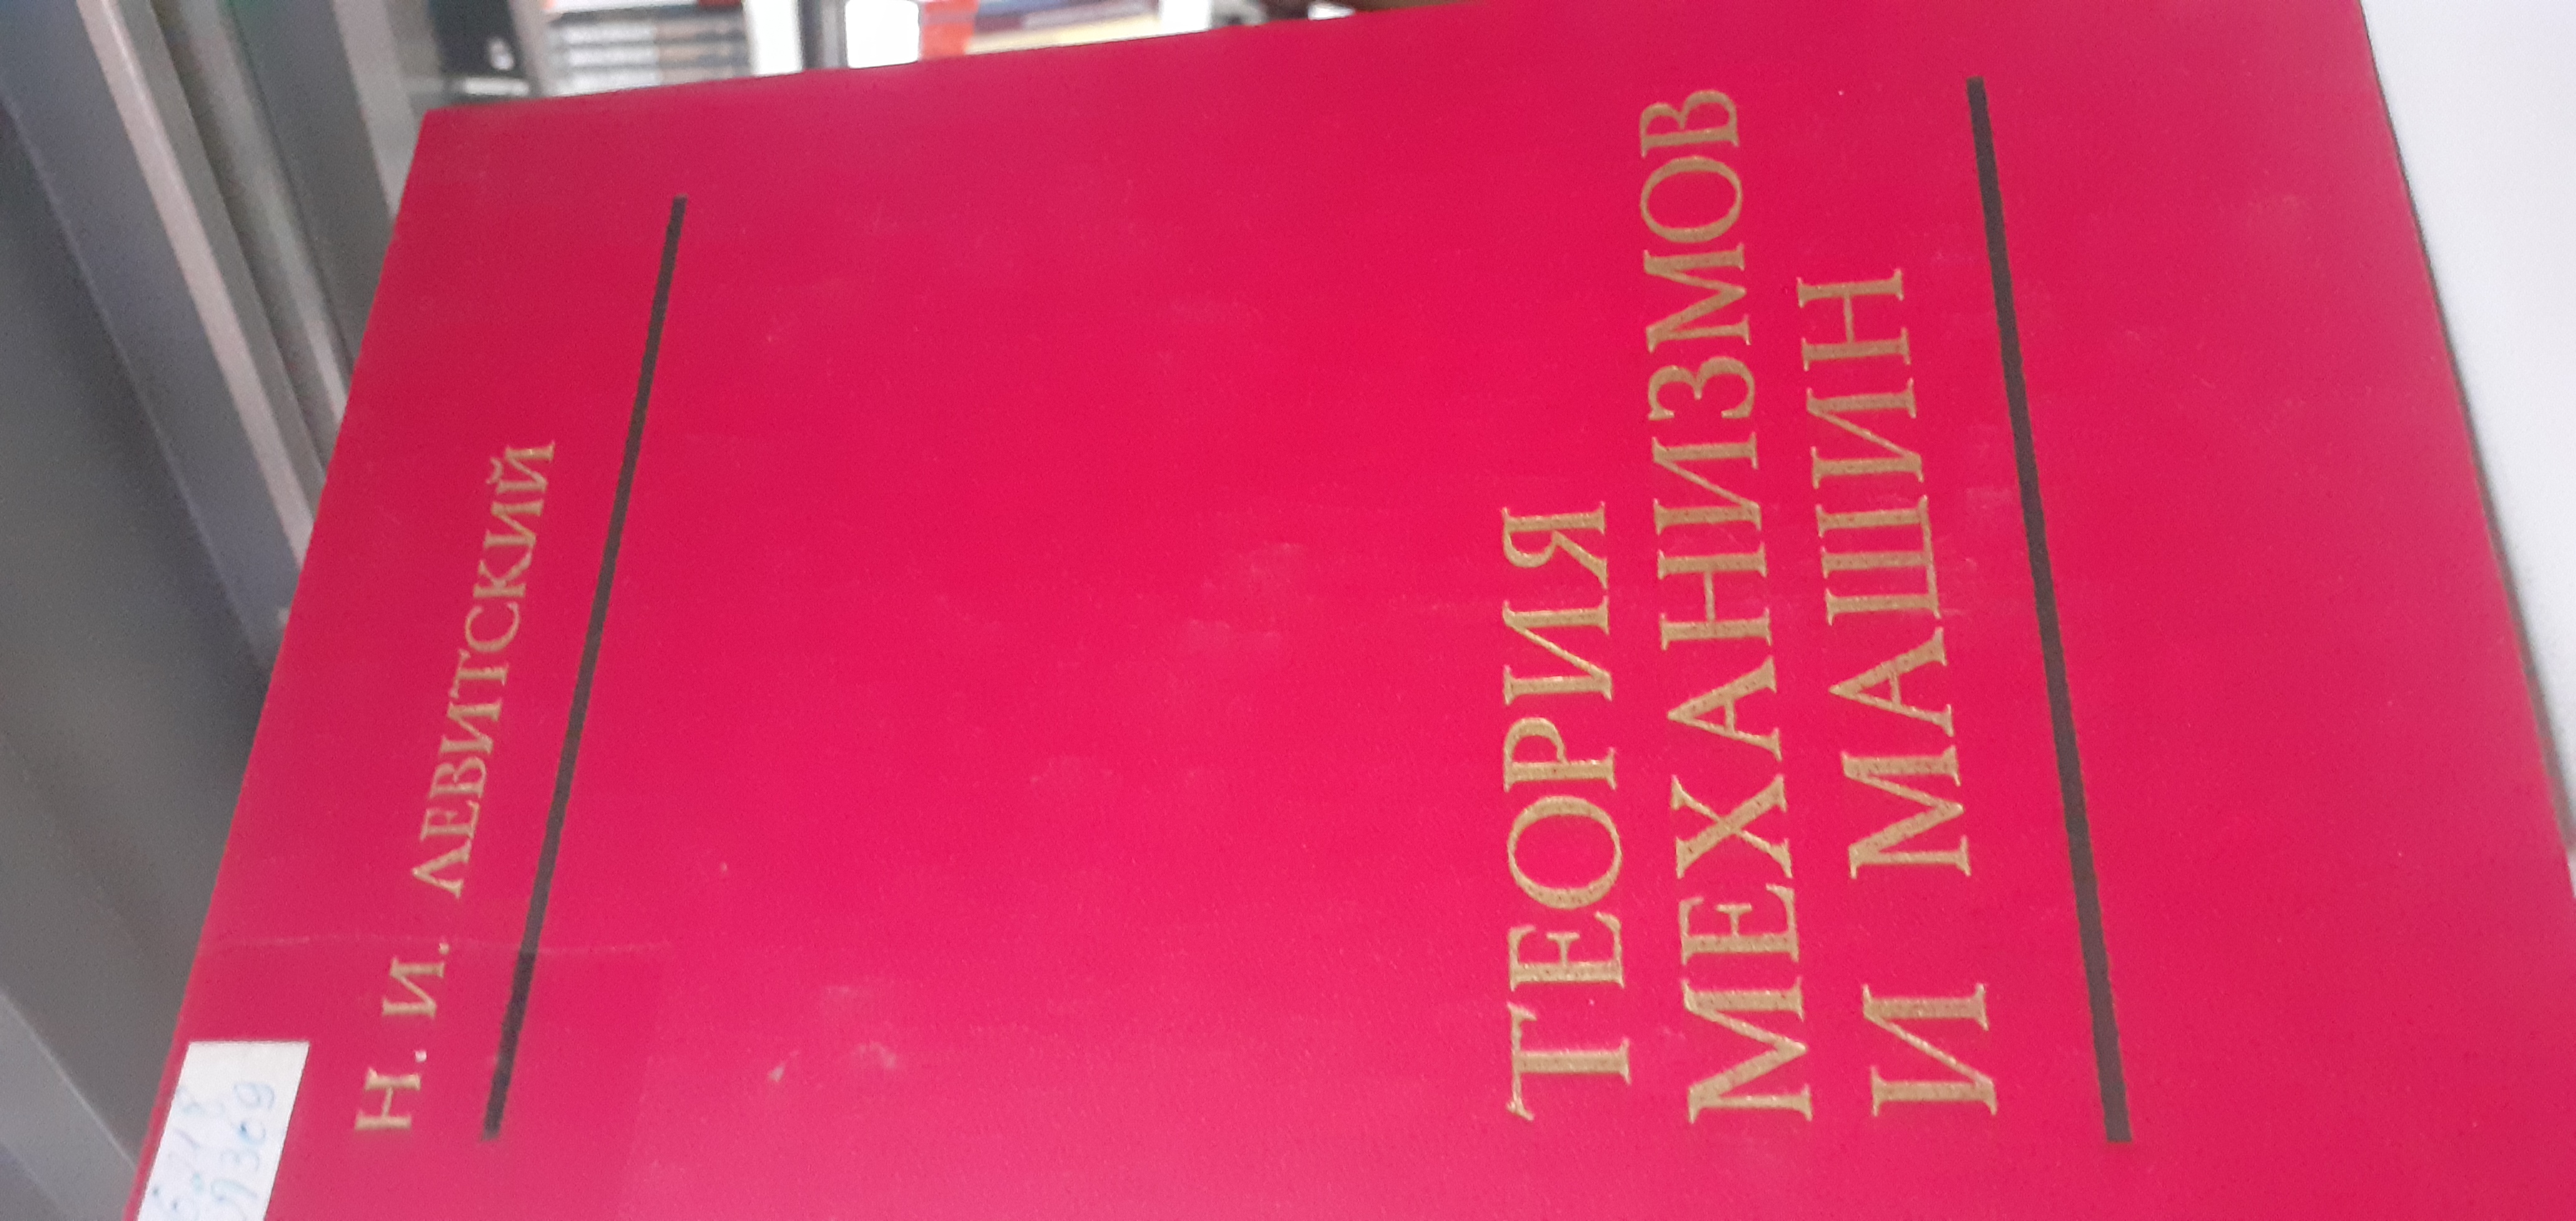 Н. И. ЛЕВИТСКИЙ
ТЕОРИЯ
МЕХАНИЗМОВ
И МАШИН